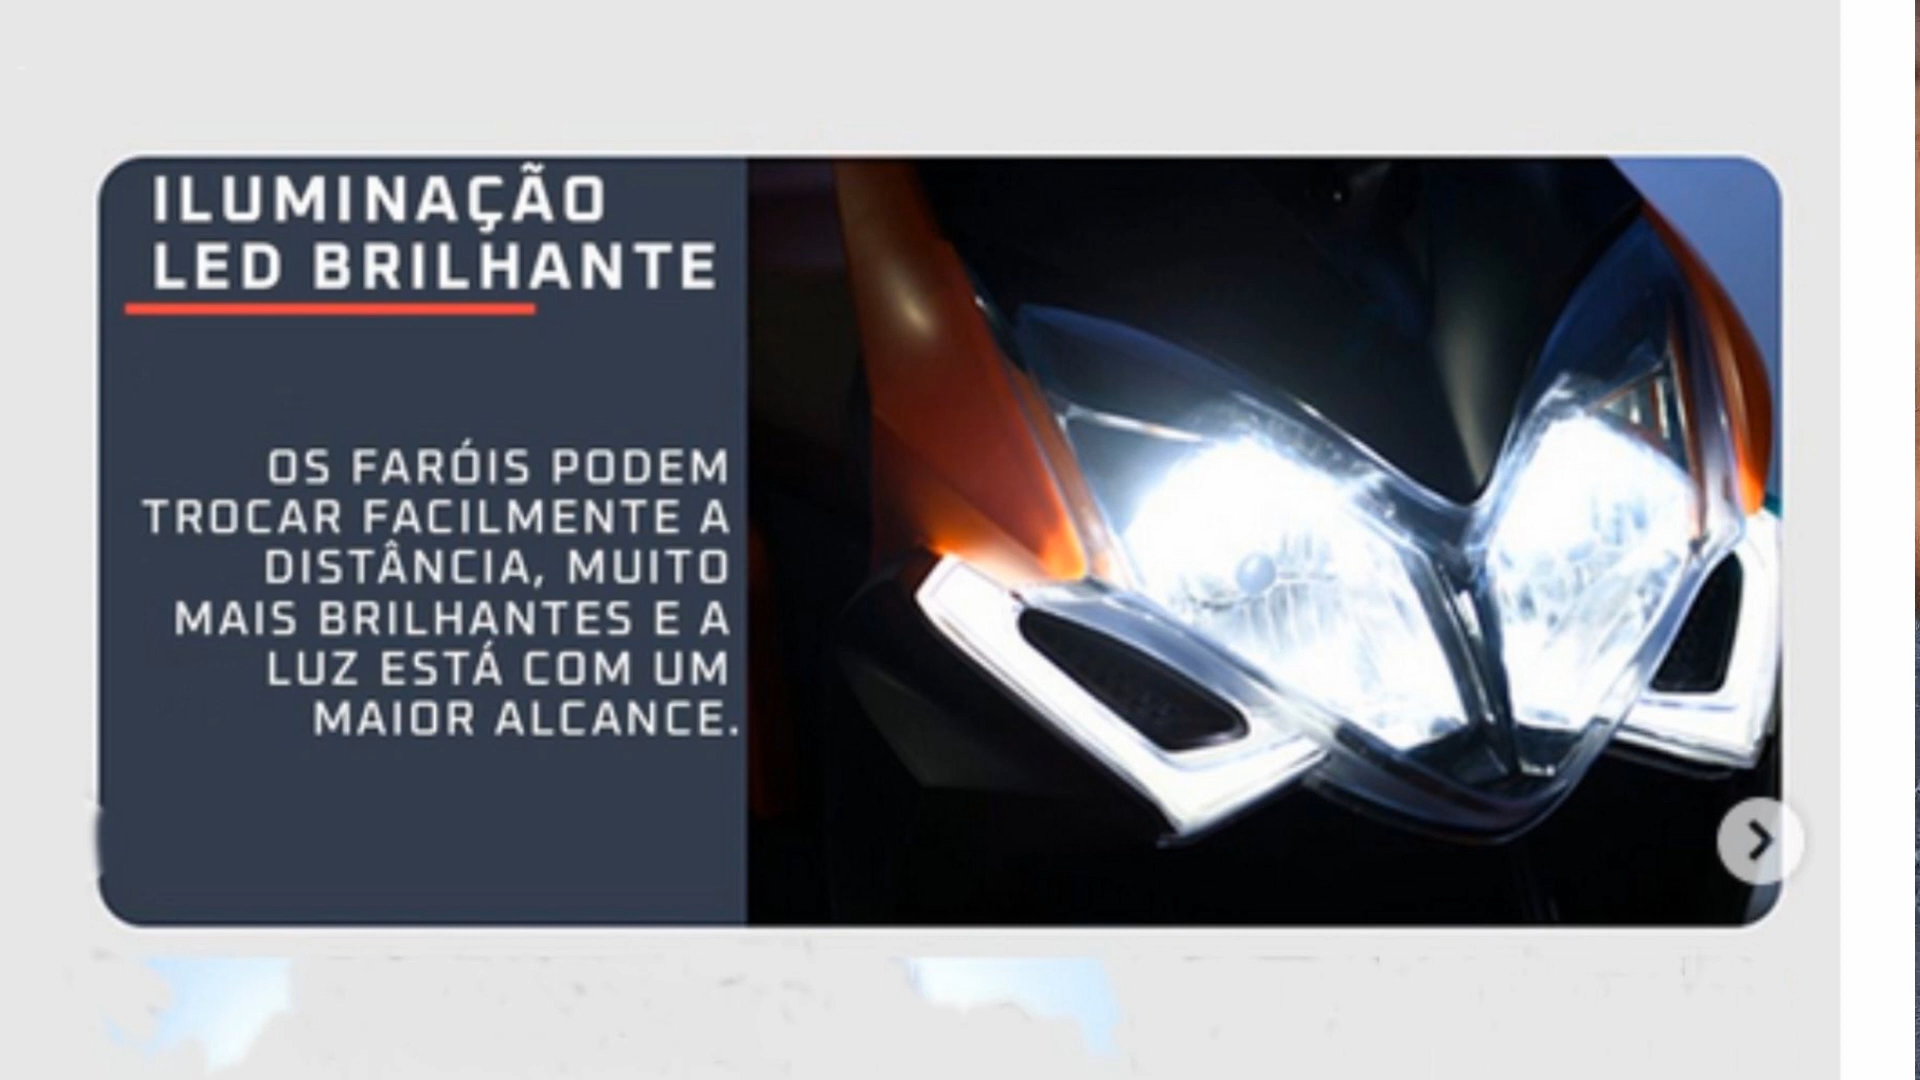 ILUMINAÇÃO
LED BRILHANTE
OS FARÓIS PODEM
TROCAR FACILMENTE A
DISTÂNCIA, MUITO
MAIS BRILHANTES E A
LUZ ESTÁ COM UM
MAIOR ALCANCE.